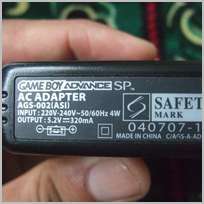 GAME BOY ADVANCE SP™
AC ADAPTER
AGS-002(ASI)
INPUT : 220V-240V~50/60Hz 4W
OUTPUT : 5.2V⎓320mA
SAFET
MARK
040707-1
MADE IN CHINA